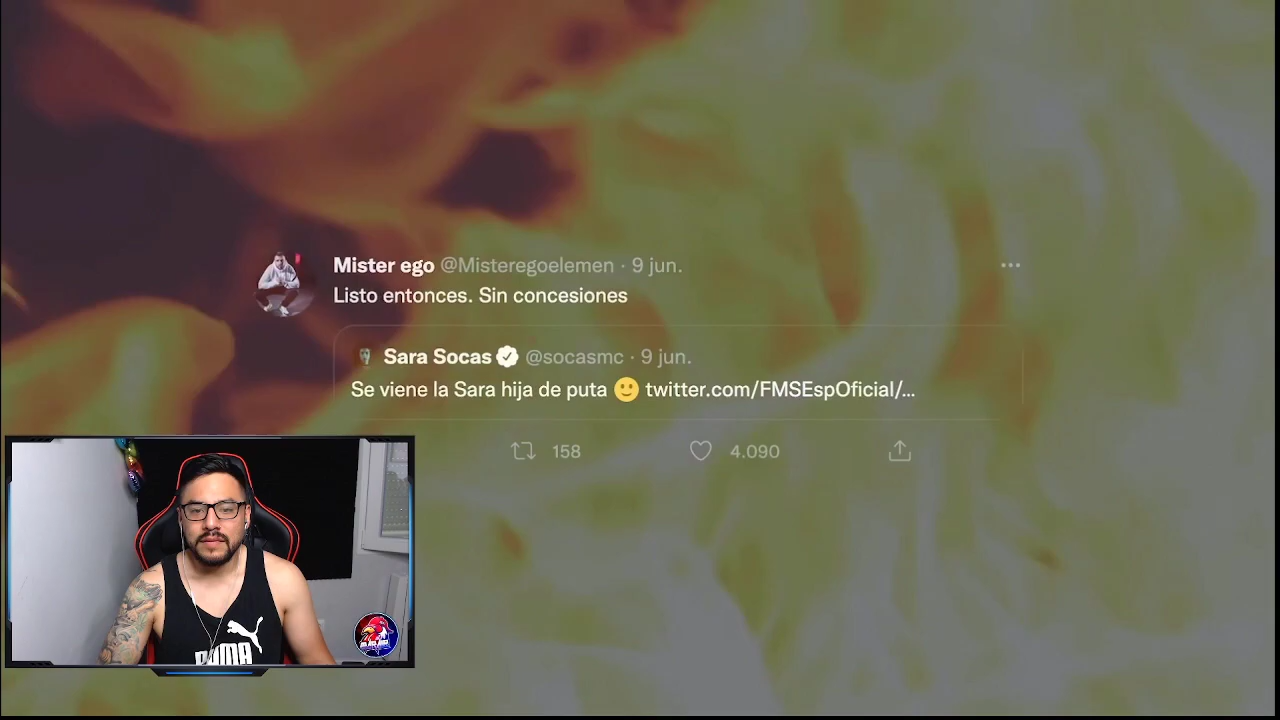 Mister ego @Misteregoelemen · 9 jun.
Listo entonces. Sin concesiones
Sara Socas @socasmc · 9 jun.
Se viene la Sara hija de puta 🙂 twitter.com/FMSEspOficial/...
158 4.090
PUMA